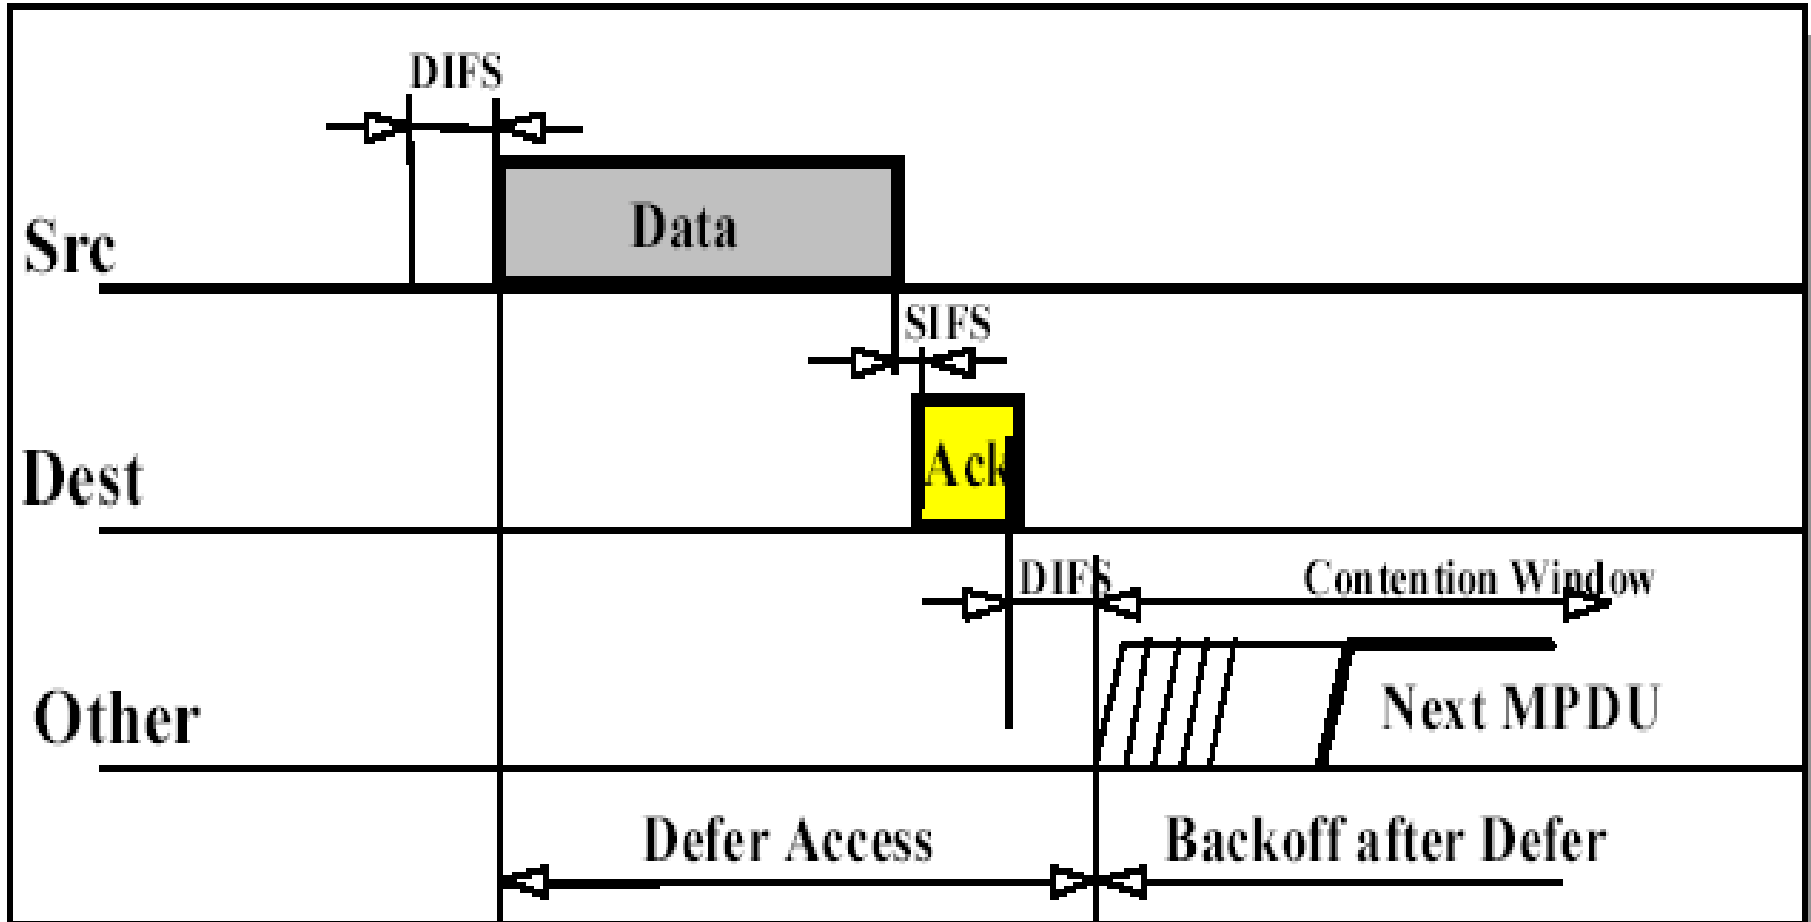 DIFS
Data
Src
SIFS
Ack
Dest
DIFS
Contention Window
Next MPDU
Other
Defer Access
Backoff after Defer